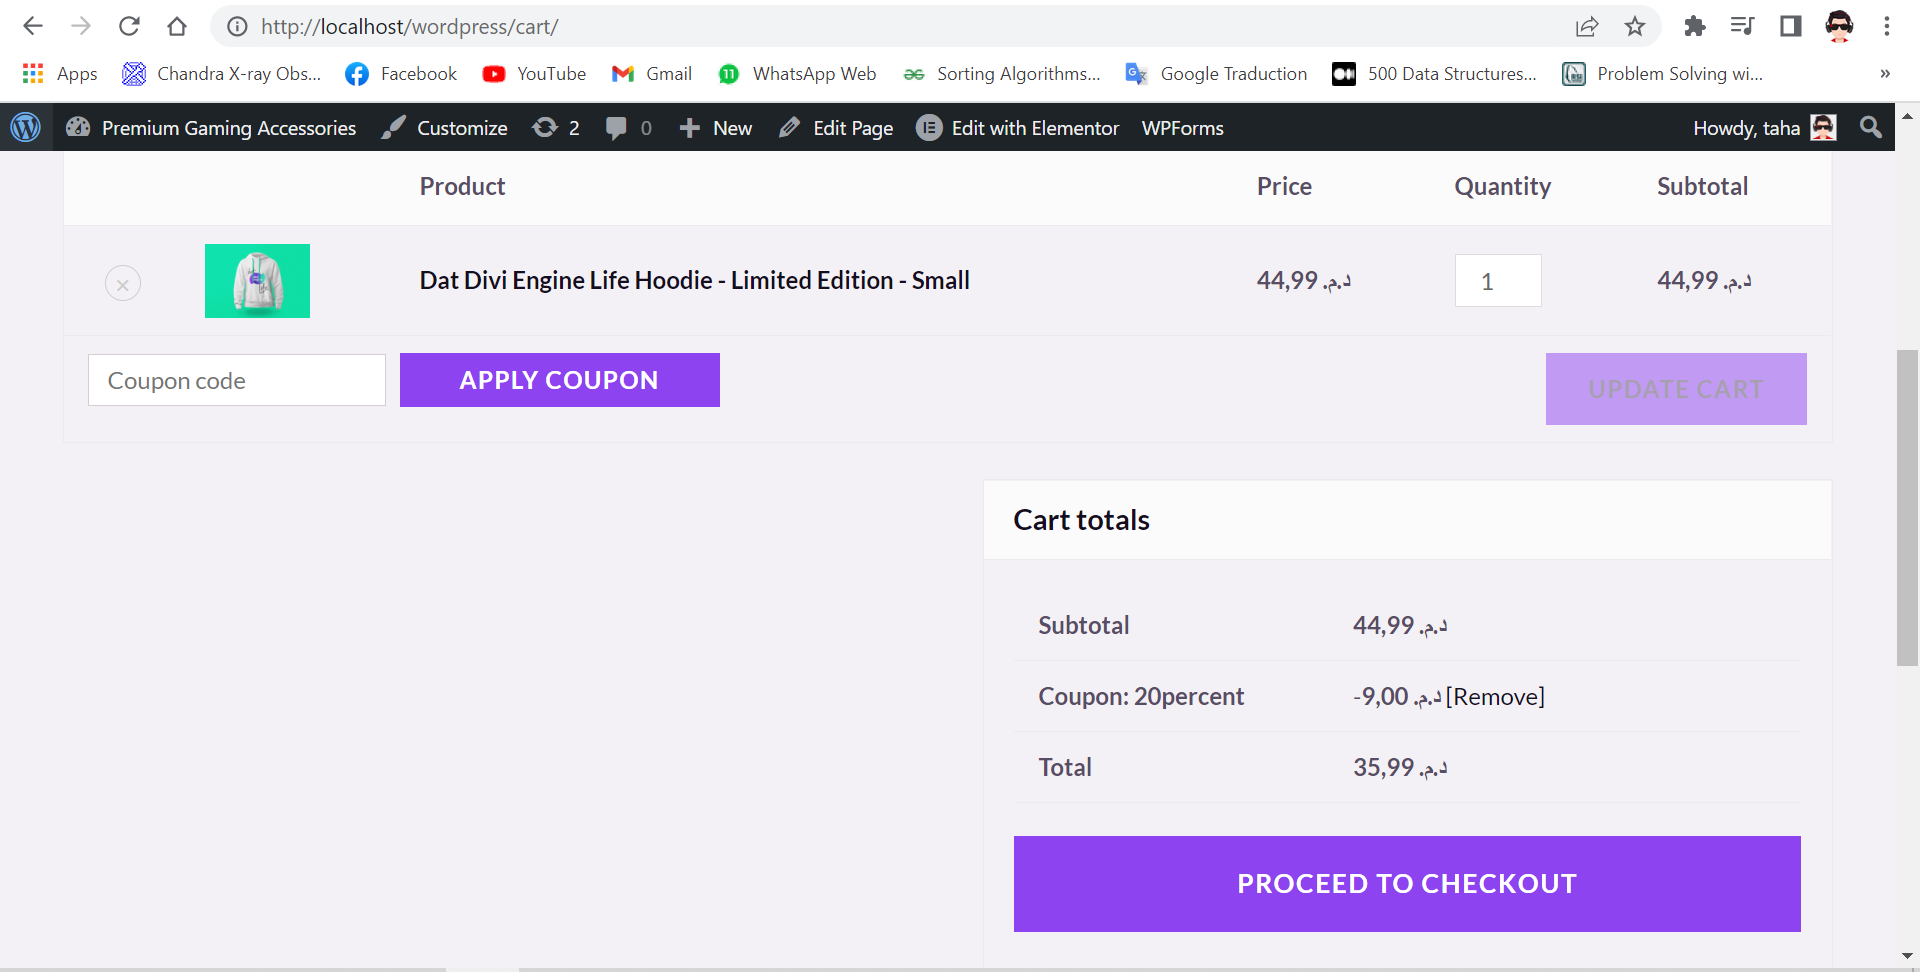 http://localhost/wordpress/cart/
Apps Chandra X-ray Obs... Facebook YouTube Gmail 11 WhatsApp Web Sorting Algorithms... Google Traduction 500 Data Structures... Problem Solving wi... »
Premium Gaming Accessories Customize 2 0 New Edit Page Edit with Elementor WPForms Howdy, taha
Product Price Quantity Subtotal
Dat Divi Engine Life Hoodie - Limited Edition - Small 44,99 د.م. 1 44,99 د.م.
Coupon code APPLY COUPON UPDATE CART
Cart totals
Subtotal 44,99 د.م.
Coupon: 20percent -9,00 د.م. [Remove]
Total 35,99 د.م.
PROCEED TO CHECKOUT